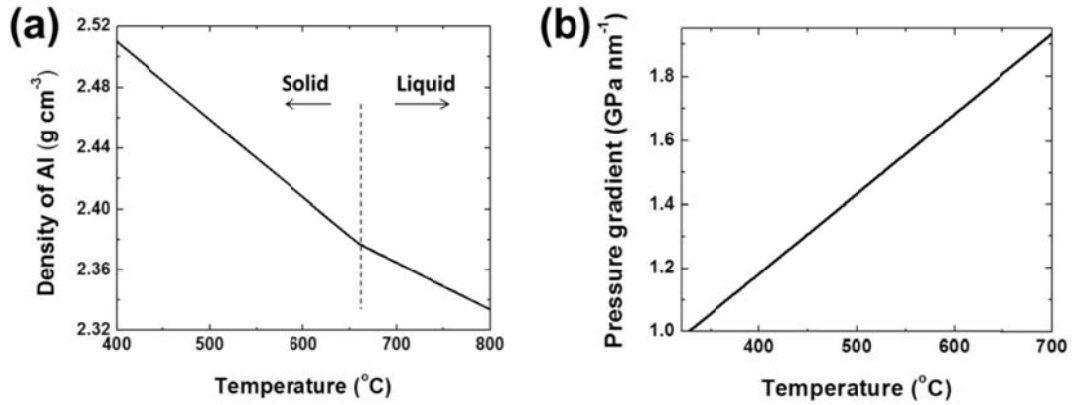 (a)
Density of Al (g cm⁻³)
2.52
2.48
2.44
2.40
2.36
2.32
Solid
Liquid
400
500
600
700
800
Temperature (°C)
(b)
Pressure gradient (GPa nm⁻¹)
1.8
1.6
1.4
1.2
1.0
400
500
600
700
Temperature (°C)